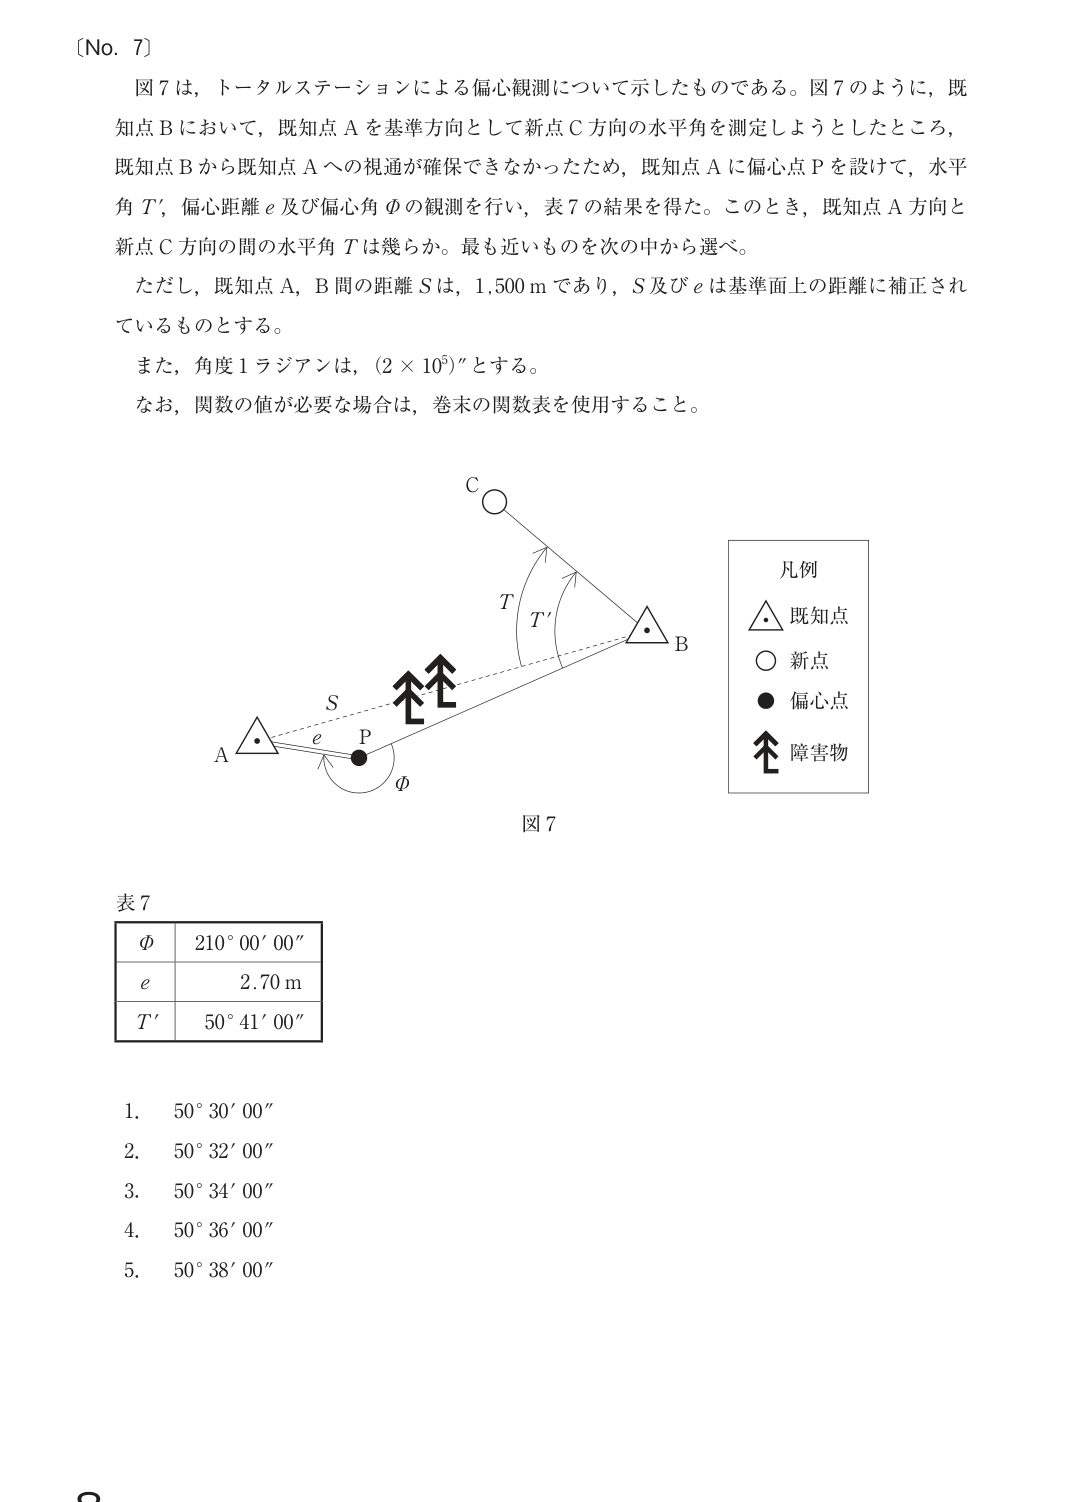 〔No. 7〕
図7は，トータルステーションによる偏心観測について示したものである。図7のように，既
知点Bにおいて，既知点Aを基準方向として新点C方向の水平角を測定しようとしたところ，
既知点Bから既知点Aへの視通が確保できなかったため，既知点Aに偏心点Pを設けて，水平
角T′，偏心距離e及び偏心角Φの観測を行い，表7の結果を得た。このとき，既知点A方向と
新点C方向の間の水平角Tは幾らか。最も近いものを次の中から選べ。
ただし，既知点A，B間の距離Sは，1,500 mであり，S及びeは基準面上の距離に補正され
ているものとする。
また，角度1ラジアンは，(2 × 10⁵)″とする。
なお，関数の値が必要な場合は，巻末の関数表を使用すること。
C
T
T′
B
S
e
P
A
Φ
凡例
既知点
新点
偏心点
障害物
図7
表7
Φ 210° 00′ 00″
e 2.70 m
T′ 50° 41′ 00″
1. 50° 30′ 00″
2. 50° 32′ 00″
3. 50° 34′ 00″
4. 50° 36′ 00″
5. 50° 38′ 00″